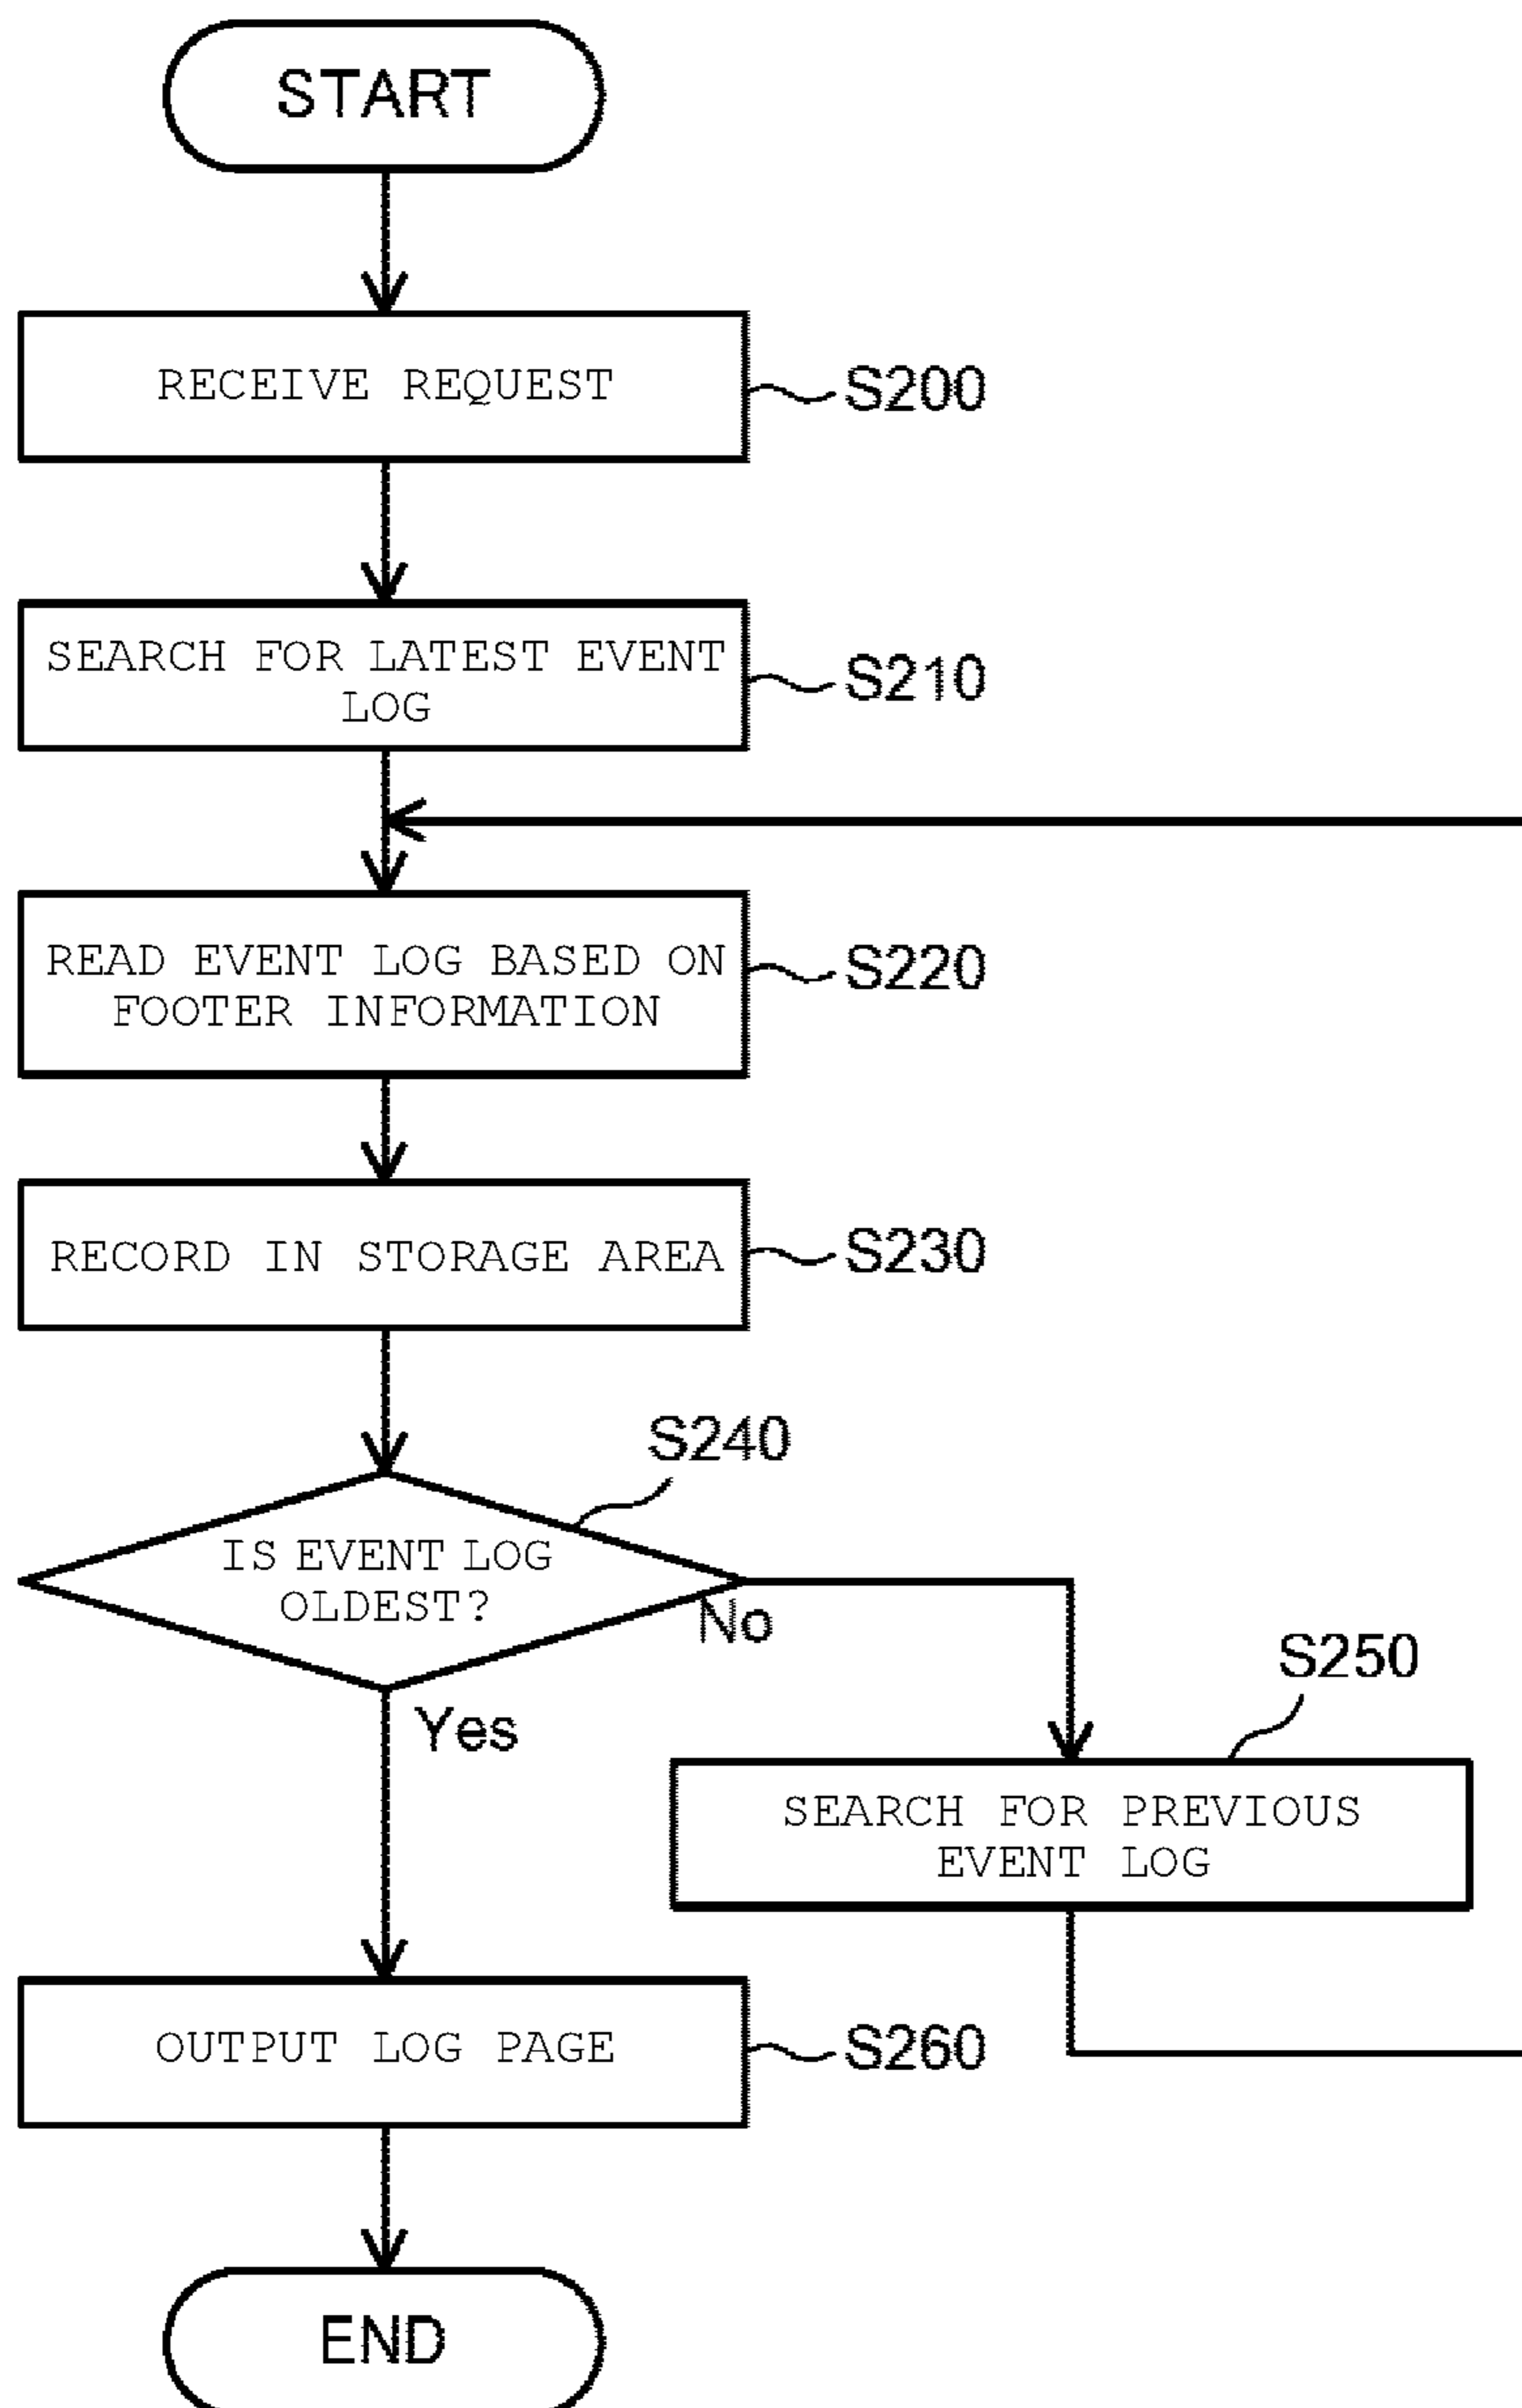 START
RECEIVE REQUEST
S200
SEARCH FOR LATEST EVENT
LOG
S210
READ EVENT LOG BASED ON
FOOTER INFORMATION
S220
RECORD IN STORAGE AREA
S230
S240
IS EVENT LOG
OLDEST?
No
Yes
S250
SEARCH FOR PREVIOUS
EVENT LOG
OUTPUT LOG PAGE
S260
END